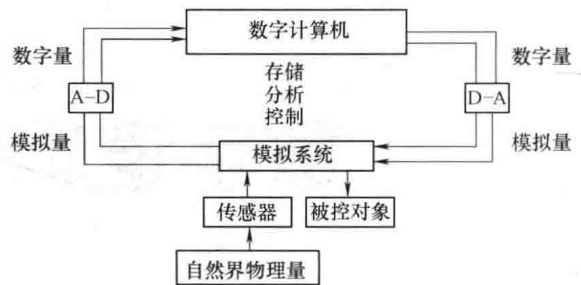 数字计算机
数字量
数字量
存储
A-D
分析
D-A
控制
模拟量
模拟量
模拟系统
传感器
被控对象
自然界物理量